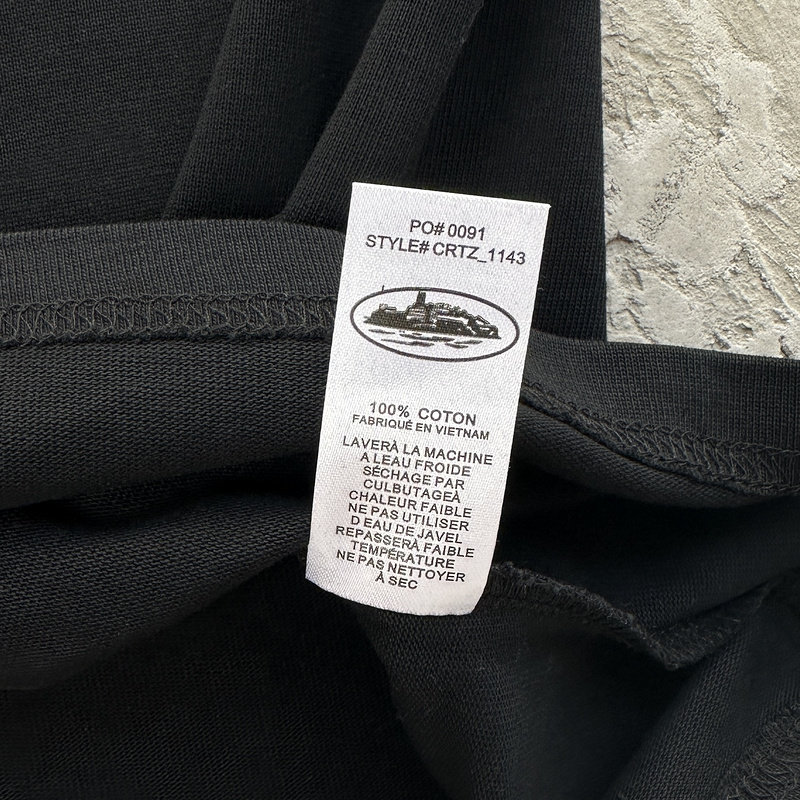 PO# 0091
STYLE# CRTZ_1143
100% COTON
FABRIQUÉ EN VIETNAM
LAVERÀ LA MACHINE
A LEAU FROIDE
SÉCHAGE PAR
CULBUTAGEÀ
CHALEUR FAIBLE
NE PAS UTILISER
D EAU DE JAVEL
REPASSERÀ FAIBLE
TEMPÉRATURE
NE PAS NETTOYER
À SEC